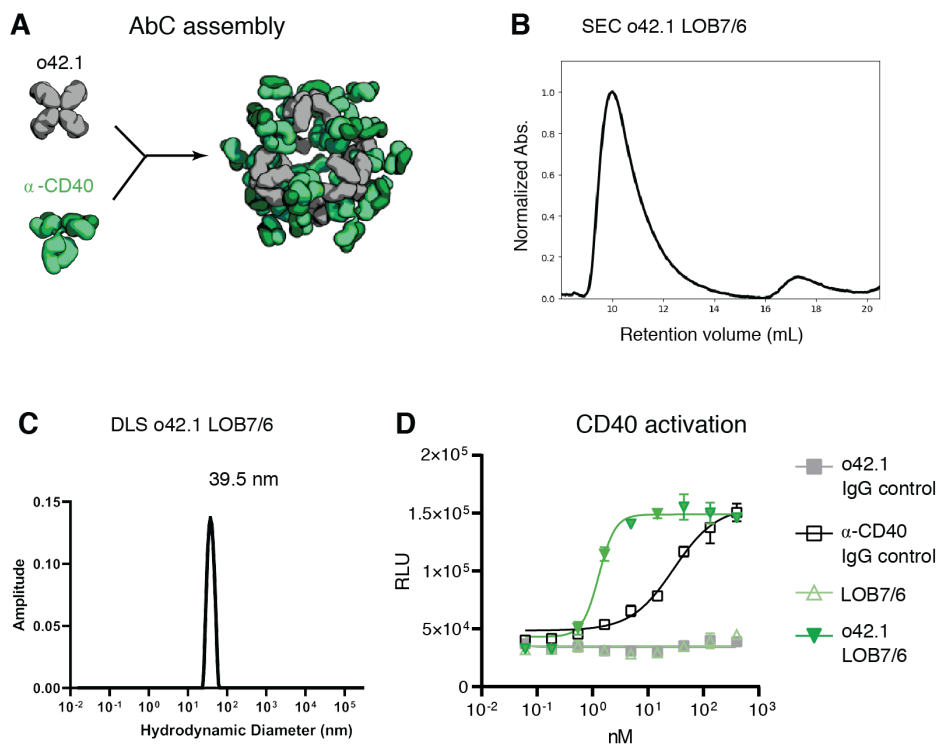 A
AbC assembly
o42.1
α-CD40
B
SEC o42.1 LOB7/6
Normalized Abs.
1.0
0.8
0.6
0.4
0.2
0.0
10
12
14
16
18
20
Retention volume (mL)
C
DLS o42.1 LOB7/6
39.5 nm
Amplitude
0.15
0.10
0.05
0.00
10-2
10-1
100
101
102
103
104
105
Hydrodynamic Diameter (nm)
D
CD40 activation
RLU
2×105
1.5×105
1×105
5×104
0
10-2
10-1
100
101
102
103
nM
o42.1
IgG control
α-CD40
IgG control
LOB7/6
o42.1
LOB7/6